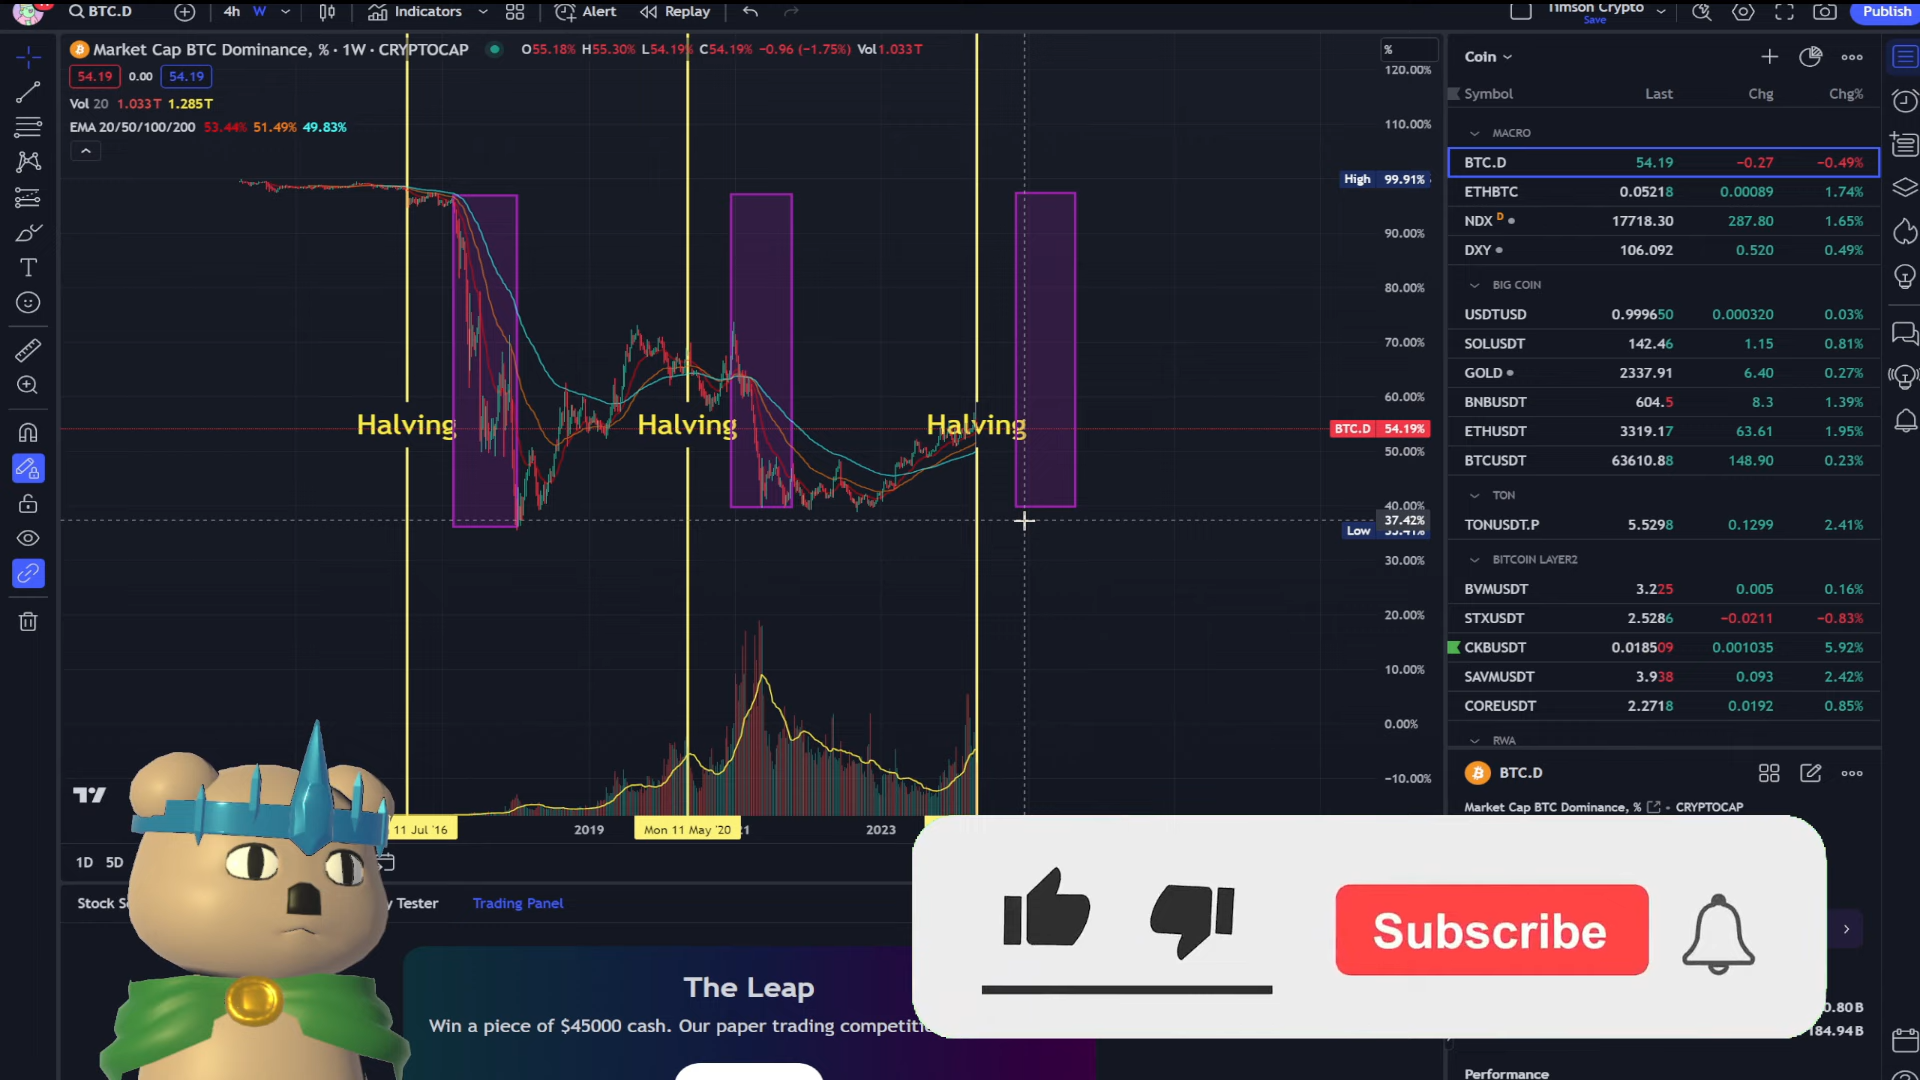 BTC.D
4h
W
Indicators
Alert
Replay
Timson Crypto
Save
Publish
Market Cap BTC Dominance, % · 1W · CRYPTOCAP
O55.18% H55.30% L54.19% C54.19% −0.96 (−1.75%) Vol1.033T
54.19 0.00 54.19
Vol 20 1.033T 1.285T
EMA 20/50/100/200 53.44% 51.49% 49.83%
%
120.00%
110.00%
High 99.91%
90.00%
80.00%
70.00%
60.00%
BTC.D 54.19%
50.00%
40.00%
37.42%
Low
30.00%
20.00%
10.00%
0.00%
−10.00%
Halving
Halving
Halving
11 Jul '16
2019
Mon 11 May '20
2023
1D 5D
Tester
Trading Panel
The Leap
Win a piece of $45000 cash. Our paper trading
Coin
Symbol Last Chg Chg%
MACRO
BTC.D 54.19 −0.27 −0.49%
ETHBTC 0.05218 0.00089 1.74%
NDX D 17718.30 287.80 1.65%
DXY 106.092 0.520 0.49%
BIG COIN
USDTUSD 0.999650 0.000320 0.03%
SOLUSDT 142.46 1.15 0.81%
GOLD 2337.91 6.40 0.27%
BNBUSDT 604.5 8.3 1.39%
ETHUSDT 3319.17 63.61 1.95%
BTCUSDT 63610.88 148.90 0.23%
TON
TONUSDT.P 5.5298 0.1299 2.41%
BITCOIN LAYER2
BVMUSDT 3.225 0.005 0.16%
STXUSDT 2.5286 −0.0211 −0.83%
CKBUSDT 0.018509 0.001035 5.92%
SAVMUSDT 3.938 0.093 2.42%
COREUSDT 2.2718 0.0192 0.85%
RWA
BTC.D
Market Cap BTC Dominance, % • CRYPTOCAP
Subscribe
0.80B
184.94B
Performance